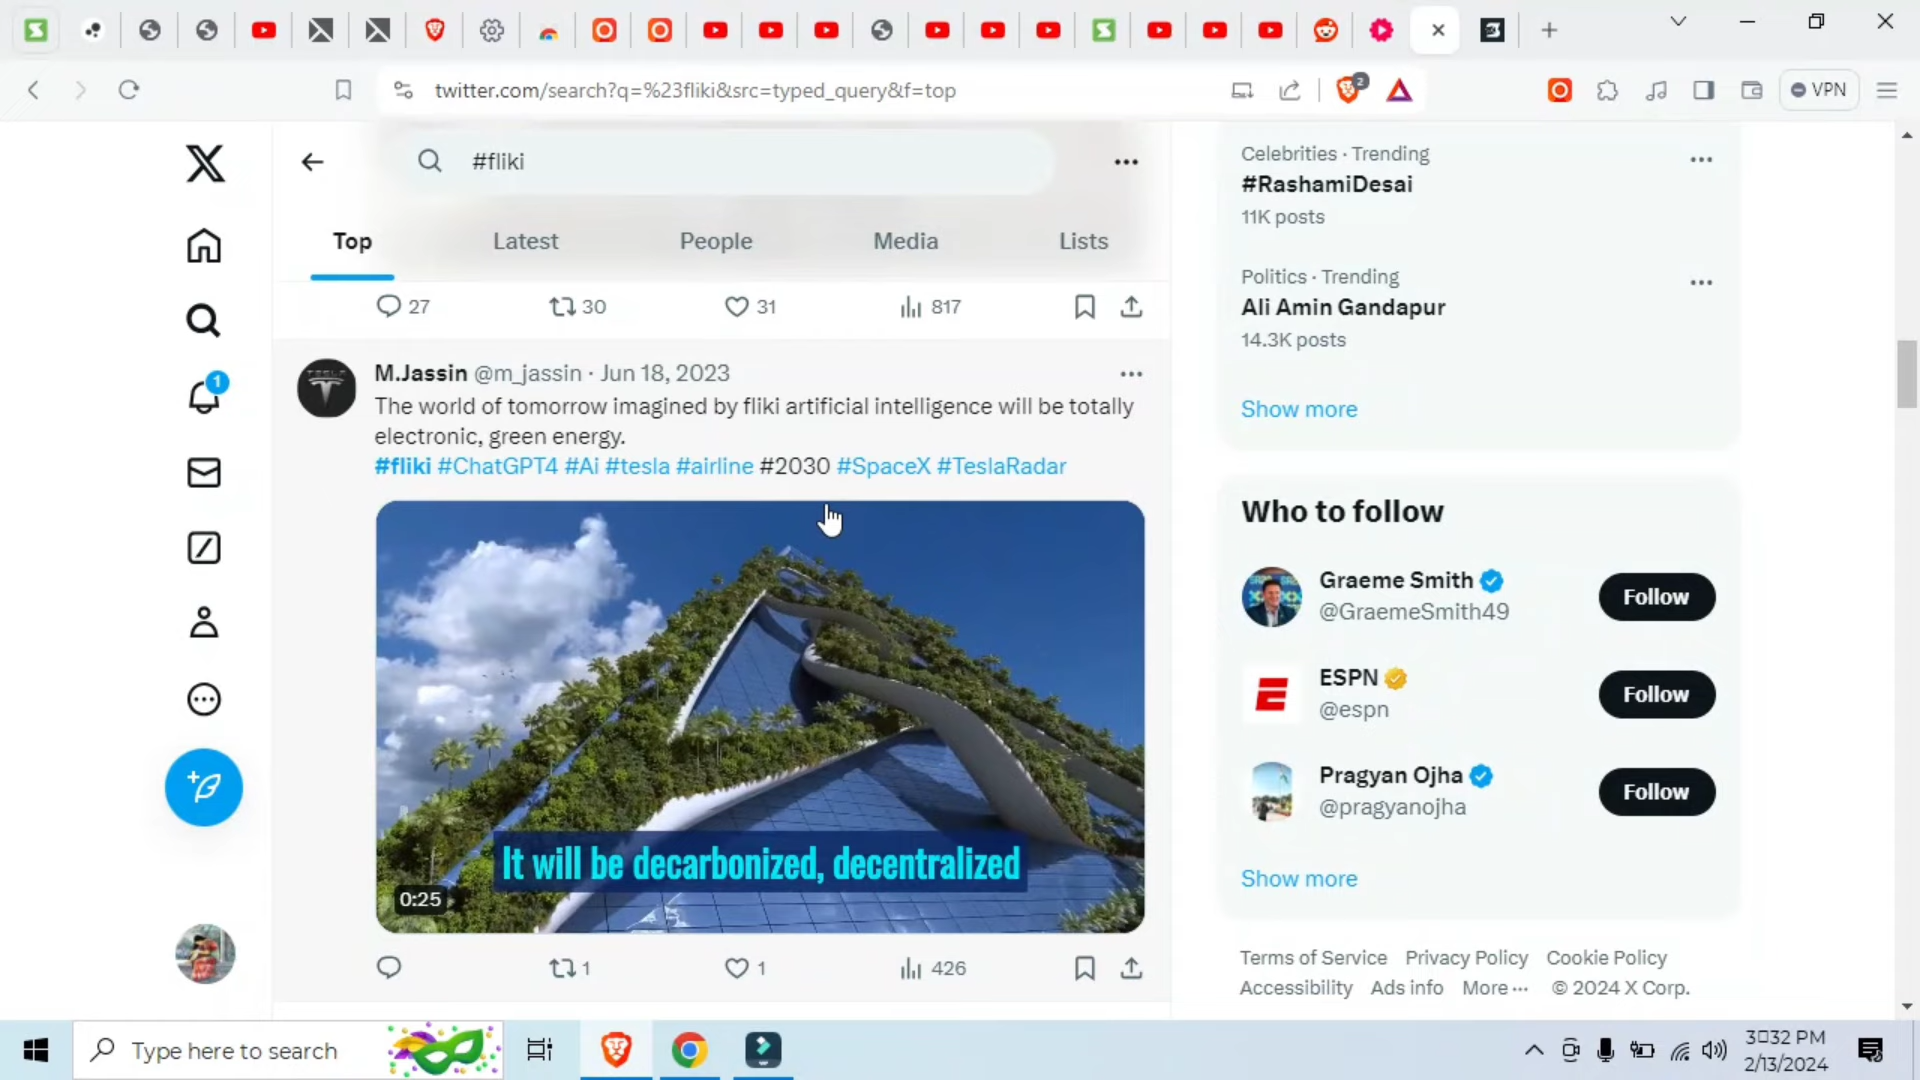 twitter.com/search?q=%23fliki&src=typed_query&f=top
2
VPN
#fliki
Top
Latest
People
Media
Lists
27
30
31
817
M.Jassin @m_jassin · Jun 18, 2023
The world of tomorrow imagined by fliki artificial intelligence will be totally
electronic, green energy.
#fliki #ChatGPT4 #Ai #tesla #airline #2030 #SpaceX #TeslaRadar
It will be decarbonized, decentralized
0:25
1
1
426
1
Celebrities · Trending
#RashamiDesai
11K posts
Politics · Trending
Ali Amin Gandapur
14.3K posts
Show more
Who to follow
Graeme Smith
@GraemeSmith49
Follow
ESPN
@espn
Follow
Pragyan Ojha
@pragyanojha
Follow
Show more
Terms of Service Privacy Policy Cookie Policy
Accessibility Ads info More ··· © 2024 X Corp.
Type here to search
3:32 PM
2/13/2024